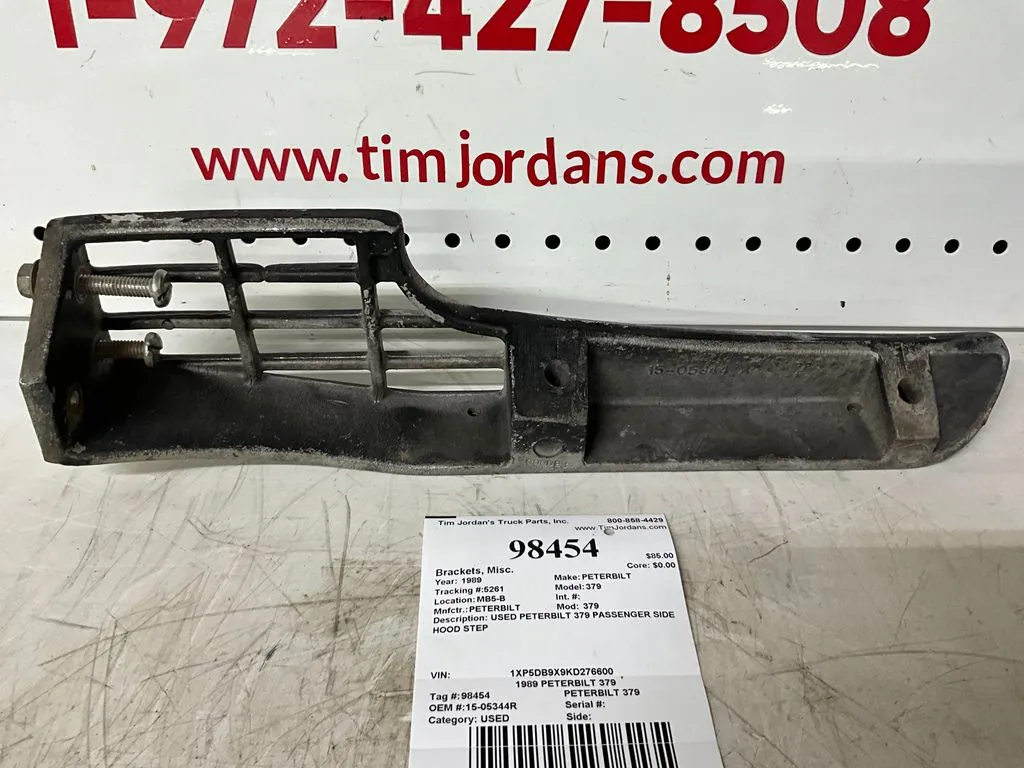 1-972-427-8508
www.timjordans.com
15-05344
Tim Jordan's Truck Parts, Inc. 800-858-4429
www.TimJordans.com
98454 $85.00
Core: $0.00
Brackets, Misc.
Year: 1989 Make: PETERBILT
Tracking #:5261 Model: 379
Location: MB5-B Int. #:
Mnfctr.: PETERBILT Mod: 379
Description: USED PETERBILT 379 PASSENGER SIDE
HOOD STEP
VIN: 1XP5DB9X9KD276600
1989 PETERBILT 379
Tag #:98454 PETERBILT 379
OEM #:15-05344R Serial #:
Category: USED Side: